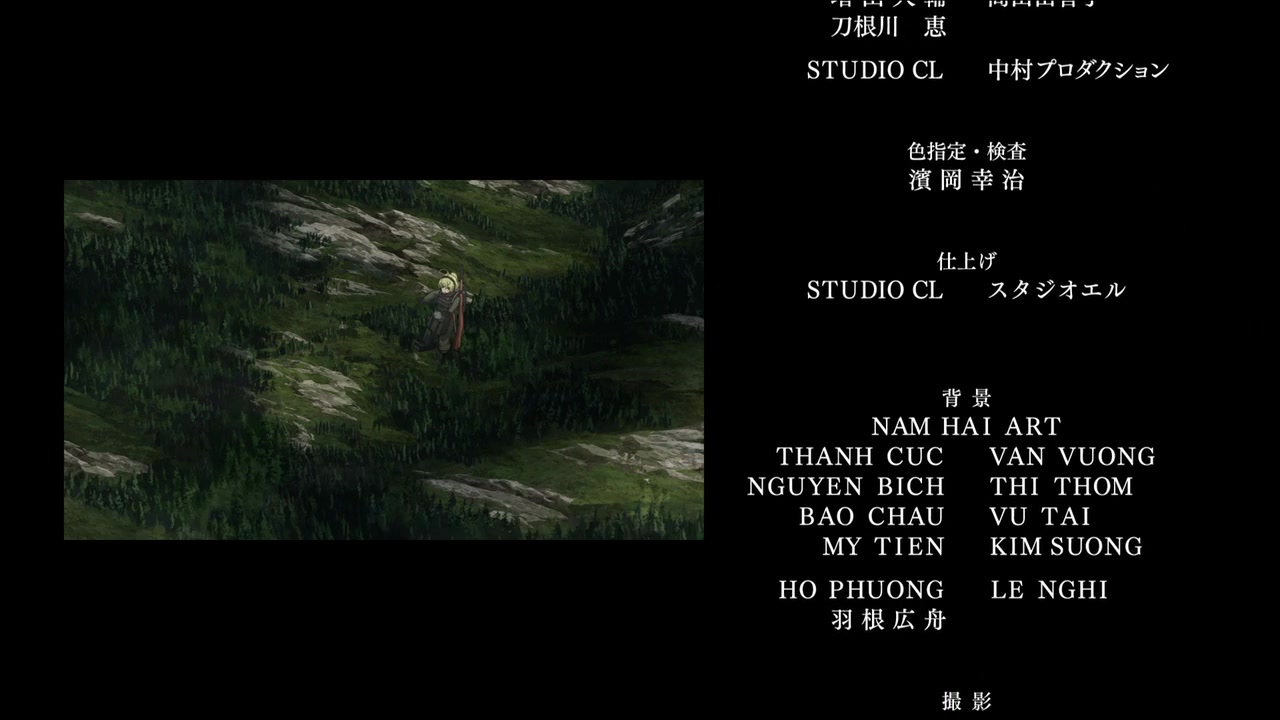 刀根川 恵
STUDIO CL 中村プロダクション
色指定・検査
濱岡幸治
仕上げ
STUDIO CL スタジオエル
背景
NAM HAI ART
THANH CUC VAN VUONG
NGUYEN BICH THI THOM
BAO CHAU VU TAI
MY TIEN KIM SUONG
HO PHUONG LE NGHI
羽根広舟
撮影